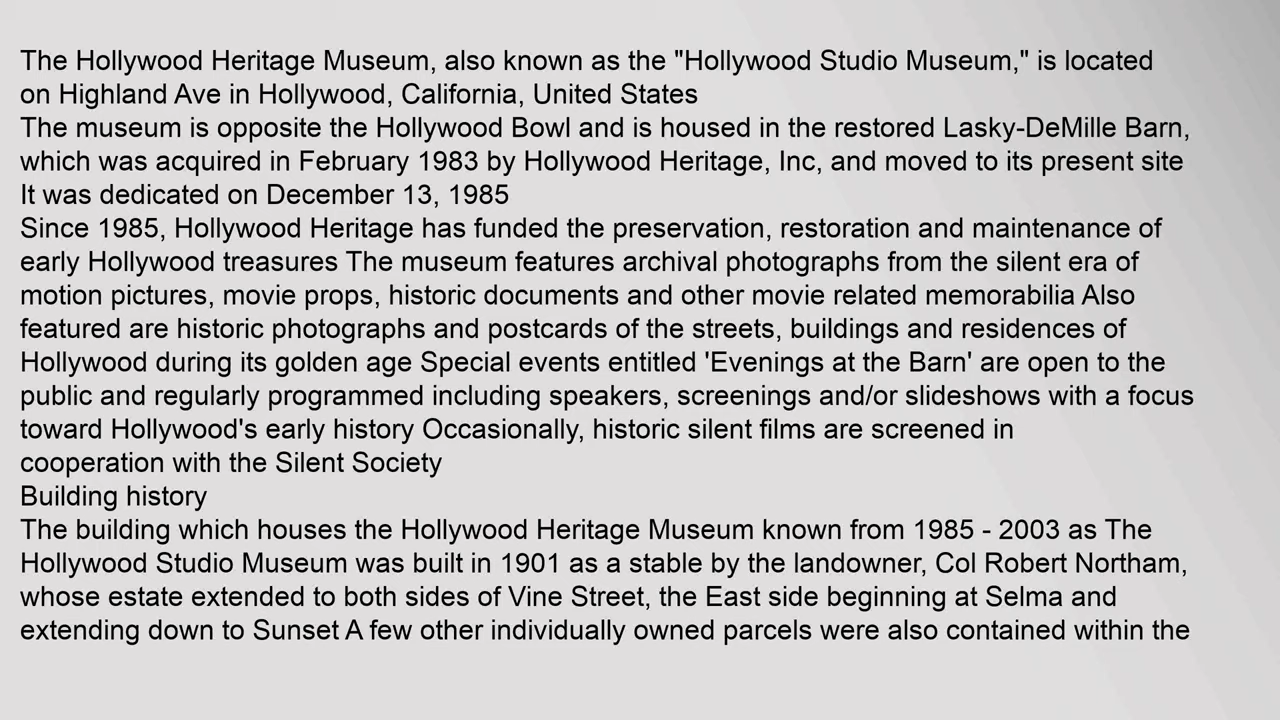 The Hollywood Heritage Museum, also known as the "Hollywood Studio Museum," is located
on Highland Ave in Hollywood, California, United States
The museum is opposite the Hollywood Bowl and is housed in the restored Lasky-DeMille Barn,
which was acquired in February 1983 by Hollywood Heritage, Inc, and moved to its present site
It was dedicated on December 13, 1985
Since 1985, Hollywood Heritage has funded the preservation, restoration and maintenance of
early Hollywood treasures The museum features archival photographs from the silent era of
motion pictures, movie props, historic documents and other movie related memorabilia Also
featured are historic photographs and postcards of the streets, buildings and residences of
Hollywood during its golden age Special events entitled 'Evenings at the Barn' are open to the
public and regularly programmed including speakers, screenings and/or slideshows with a focus
toward Hollywood's early history Occasionally, historic silent films are screened in
cooperation with the Silent Society
Building history
The building which houses the Hollywood Heritage Museum known from 1985 - 2003 as The
Hollywood Studio Museum was built in 1901 as a stable by the landowner, Col Robert Northam,
whose estate extended to both sides of Vine Street, the East side beginning at Selma and
extending down to Sunset A few other individually owned parcels were also contained within the